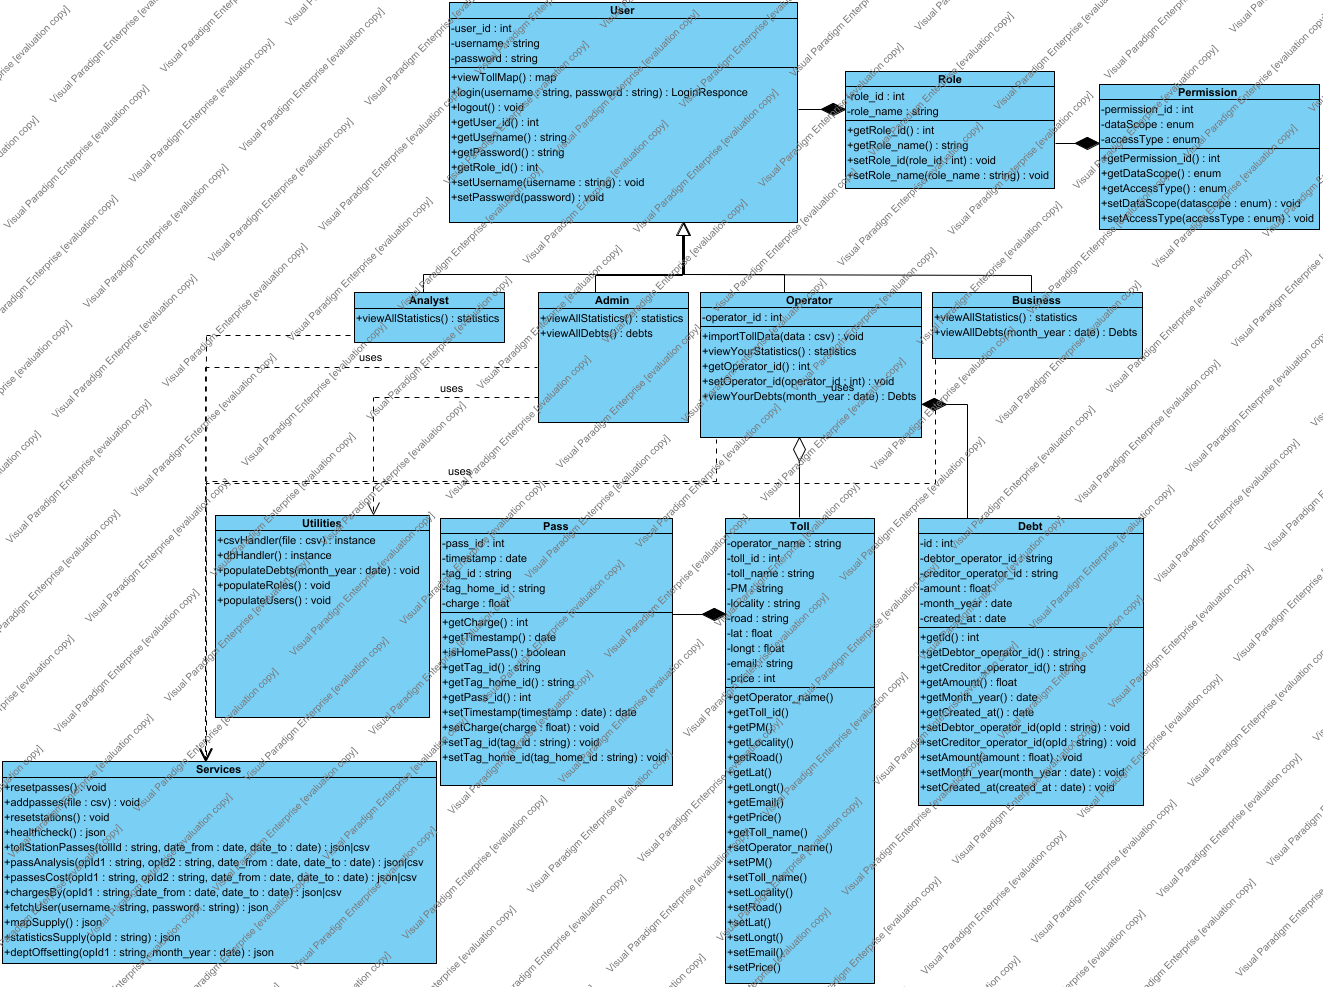 User
-user_id : int
-username : string
-password : string
+viewTollMap() : map
+login(username : string, password : string) : LoginResponce
+logout() : void
+getUser_id() : int
+getUsername() : string
+getPassword() : string
+getRole_id() : int
+setUsername(username : string) : void
+setPassword(password) : void
Role
-role_id : int
-role_name : string
+getRole_id() : int
+getRole_name() : string
+setRole_id(role_id : int) : void
+setRole_name(role_name : string) : void
Permission
-permission_id : int
-dataScope : enum
-accessType : enum
+getPermission_id() : int
+getDataScope() : enum
+getAccessType() : enum
+setDataScope(datascope : enum) : void
+setAccessType(accessType : enum) : void
Analyst
+viewAllStatistics() : statistics
Admin
+viewAllStatistics() : statistics
+viewAllDebts() : debts
Operator
-operator_id : int
+importTollData(data : csv) : void
+viewYourStatistics() : statistics
+getOperator_id() : int
+setOperator_id(operator_id : int) : void
+viewYourDebts(month_year : date) : Debts
Business
+viewAllStatistics() : statistics
+viewAllDebts(month_year : date) : Debts
uses
uses
uses
uses
Utilities
+csvHandler(file : csv) : instance
+dbHandler() : instance
+populateDebts(month_year : date) : void
+populateRoles() : void
+populateUsers() : void
Pass
-pass_id : int
-timestamp : date
-tag_id : string
-tag_home_id : string
-charge : float
+getCharge() : int
+getTimestamp() : date
+isHomePass() : boolean
+getTag_id() : string
+getTag_home_id() : string
+getPass_id() : int
+setTimestamp(timestamp : date) : date
+setCharge(charge : float) : void
+setTag_id(tag_id : string) : void
+setTag_home_id(tag_home_id : string) : void
Toll
-operator_name : string
-toll_id : int
-toll_name : string
-PM : string
-locality : string
-road : string
-lat : float
-longt : float
-email : string
-price : int
+getOperator_name()
+getToll_id()
+getPM()
+getLocality()
+getRoad()
+getLat()
+getLongt()
+getEmail()
+getPrice()
+getToll_name()
+setOperator_name()
+setPM()
+setToll_name()
+setLocality()
+setRoad()
+setLat()
+setLongt()
+setEmail()
+setPrice()
Debt
-id : int
-debtor_operator_id : string
-creditor_operator_id : string
-amount : float
-month_year : date
-created_at : date
+getId() : int
+getDebtor_operator_id() : string
+getCreditor_operator_id() : string
+getAmount() : float
+getMonth_year() : date
+getCreated_at() : date
+setDebtor_operator_id(opId : string) : void
+setCreditor_operator_id(opId : string) : void
+setAmount(amount : float) : void
+setMonth_year(month_year : date) : void
+setCreated_at(created_at : date) : void
Services
+resetpasses() : void
+addpasses(file : csv) : void
+resetstations() : void
+healthcheck() : json
+tollStationPasses(tollId : string, date_from : date, date_to : date) : json|csv
+passAnalysis(opId1 : string, opId2 : string, date_from : date, date_to : date) : json|csv
+passesCost(opId1 : string, opId2 : string, date_from : date, date_to : date) : json|csv
+chargesBy(opId1 : string, date_from : date, date_to : date) : json|csv
+fetchUser(username : string, password : string) : json
+mapSupply() : json
+statisticsSupply(opId : string) : json
+deptOffsetting(opId1 : string, month_year : date) : json
Visual Paradigm Enterprise [evaluation copy]